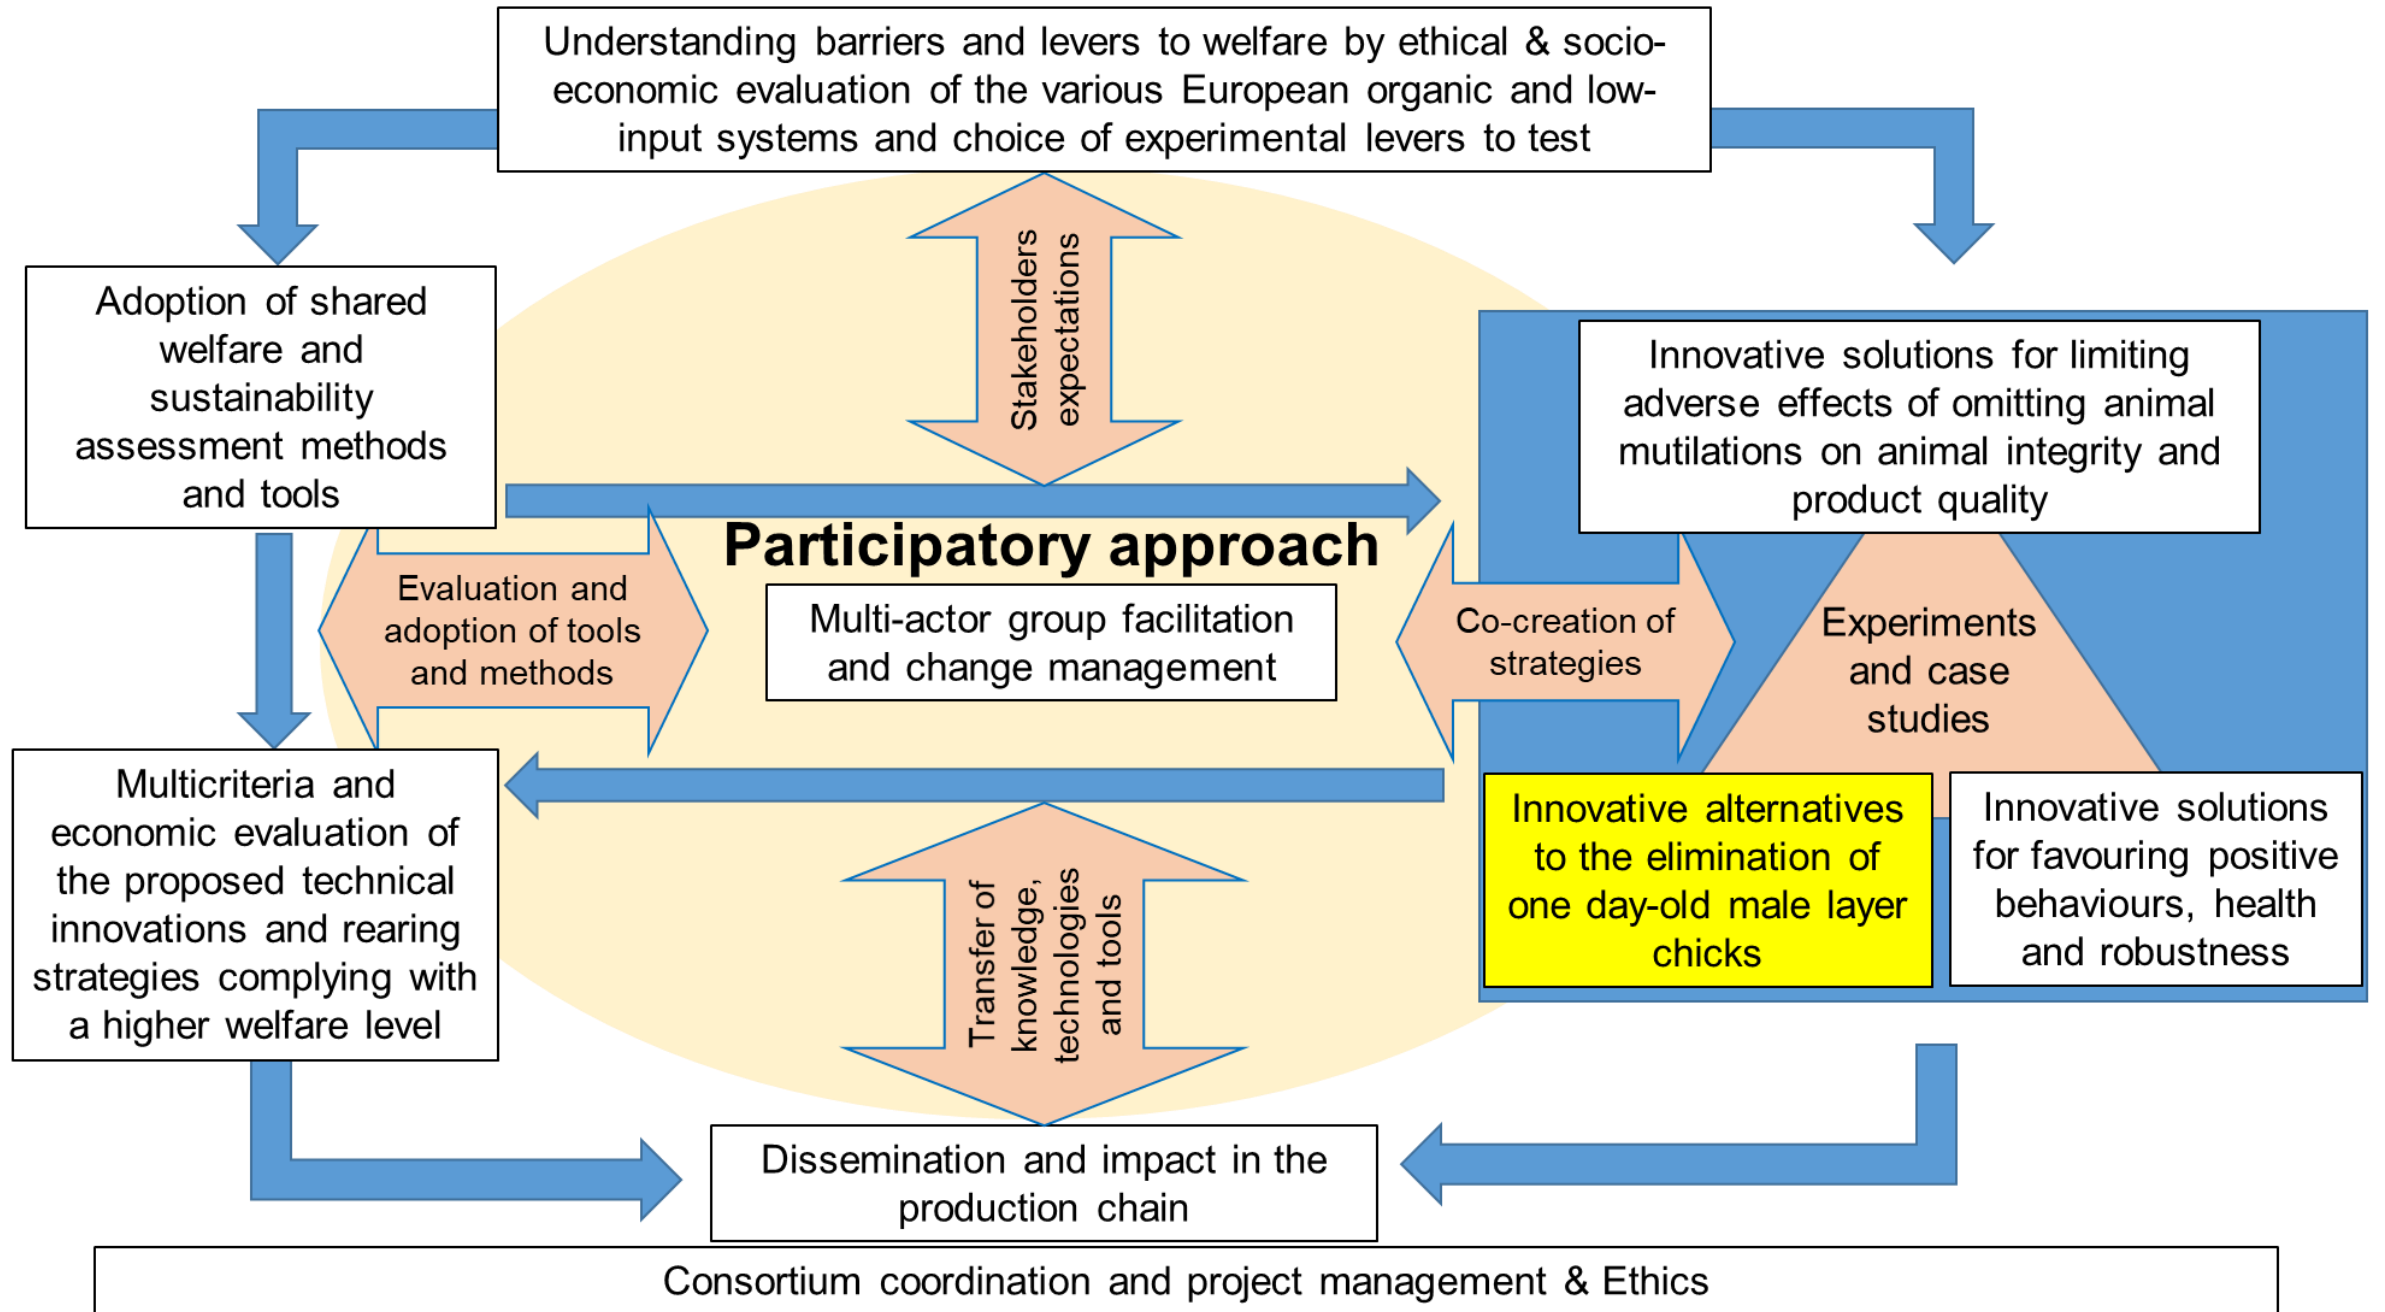 Understanding barriers and levers to welfare by ethical & socio-
economic evaluation of the various European organic and low-
input systems and choice of experimental levers to test
Stakeholders
expectations
Adoption of shared
welfare and
sustainability
assessment methods
and tools
Innovative solutions for limiting
adverse effects of omitting animal
mutilations on animal integrity and
product quality
Participatory approach
Evaluation and
adoption of tools
and methods
Multi-actor group facilitation
and change management
Co-creation of
strategies
Experiments
and case
studies
Multicriteria and
economic evaluation of
the proposed technical
innovations and rearing
strategies complying with
a higher welfare level
Transfer of
knowledge,
technologies
and tools
Innovative alternatives
to the elimination of
one day-old male layer
chicks
Innovative solutions
for favouring positive
behaviours, health
and robustness
Dissemination and impact in the
production chain
Consortium coordination and project management & Ethics